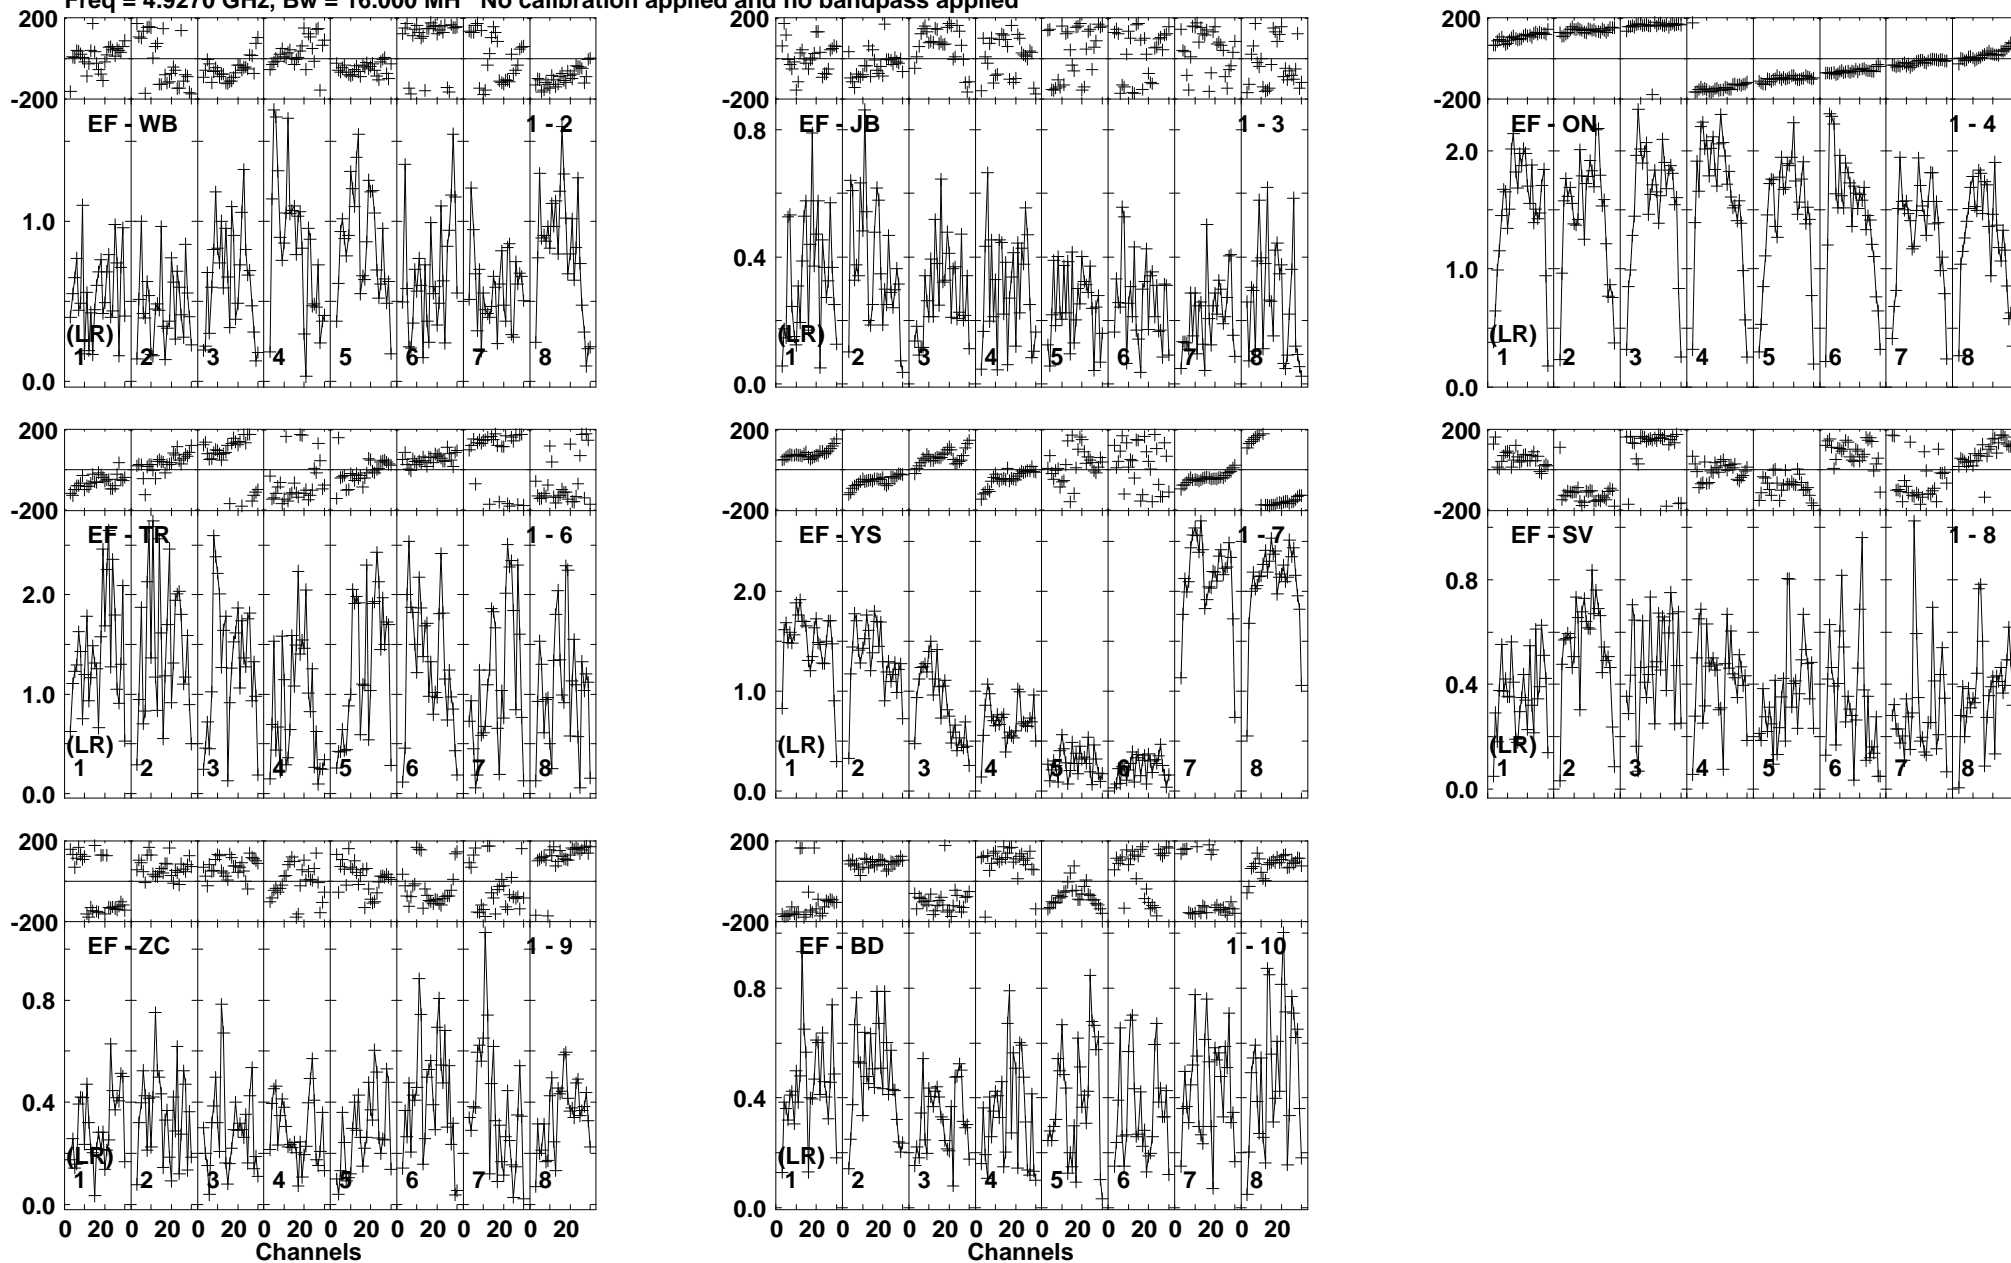 Freq = 4.9270 GHz, Bw = 16.000 MH No calibration applied and no bandpass applied
200 200 200
-200 -200 -200
EF - WB 1 - 2 EF - JB 1 - 3 EF - ON 1 - 4
0.8 2.0
1.0 0.4 1.0
(LR) (LR) (LR)
1 2 3 4 5 6 7 8 1 2 3 4 5 6 7 8 1 2 3 4 5 6 7 8
0.0 0.0 0.0
200 200 200
-200 -200 -200
EF - TR 1 - 6 EF - YS 1 - 7 EF - SV 1 - 8
2.0 2.0 0.8
1.0 1.0 0.4
(LR) (LR) (LR)
1 2 3 4 5 6 7 8 1 2 3 4 5 6 7 8 1 2 3 4 5 6 7 8
0.0 0.0 0.0
200 200
-200 -200
EF - ZC 1 - 9 EF - BD 1 - 10
0.8 0.8
0.4 0.4
(LR) (LR)
1 2 3 4 5 6 7 8 1 2 3 4 5 6 7 8
0.0 0.0
0 20 0 20 0 20 0 20 0 20 0 20 0 20 0 20 0 20 0 20 0 20 0 20 0 20 0 20 0 20 0 20
Channels Channels